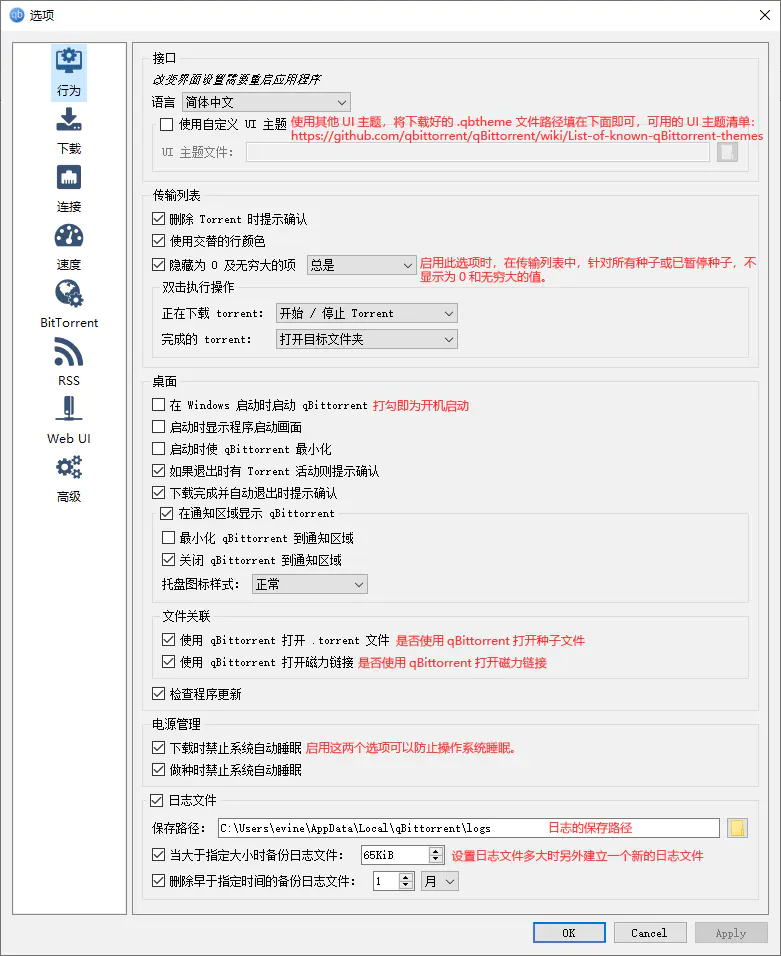 qb 选项
行为
下载
连接
速度
BitTorrent
RSS
Web UI
高级
接口
改变界面设置需要重启应用程序
语言 简体中文
使用自定义 UI 主题 使用其他 UI 主题，将下载好的 .qbtheme 文件路径填在下面即可，可用的 UI 主题清单：
https://github.com/qbittorrent/qBittorrent/wiki/List-of-known-qBittorrent-themes
UI 主题文件：
传输列表
删除 Torrent 时提示确认
使用交替的行颜色
隐藏为 0 及无穷大的项 总是 启用此选项时，在传输列表中，针对所有种子或已暂停种子，不
显示为 0 和无穷大的值。
双击执行操作
正在下载 torrent: 开始 / 停止 Torrent
完成的 torrent: 打开目标文件夹
桌面
在 Windows 启动时启动 qBittorrent 打勾即为开机启动
启动时显示程序启动画面
启动时使 qBittorrent 最小化
如果退出时有 Torrent 活动则提示确认
下载完成并自动退出时提示确认
在通知区域显示 qBittorrent
最小化 qBittorrent 到通知区域
关闭 qBittorrent 到通知区域
托盘图标样式： 正常
文件关联
使用 qBittorrent 打开 .torrent 文件 是否使用 qBittorrent 打开种子文件
使用 qBittorrent 打开磁力链接 是否使用 qBittorrent 打开磁力链接
检查程序更新
电源管理
下载时禁止系统自动睡眠 启用这两个选项可以防止操作系统睡眠。
做种时禁止系统自动睡眠
日志文件
保存路径： C:\Users\evine\AppData\Local\qBittorrent\logs 日志的保存路径
当大于指定大小时备份日志文件： 65KiB 设置日志文件多大时另外建立一个新的日志文件
删除早于指定时间的备份日志文件： 1 月
OK Cancel Apply